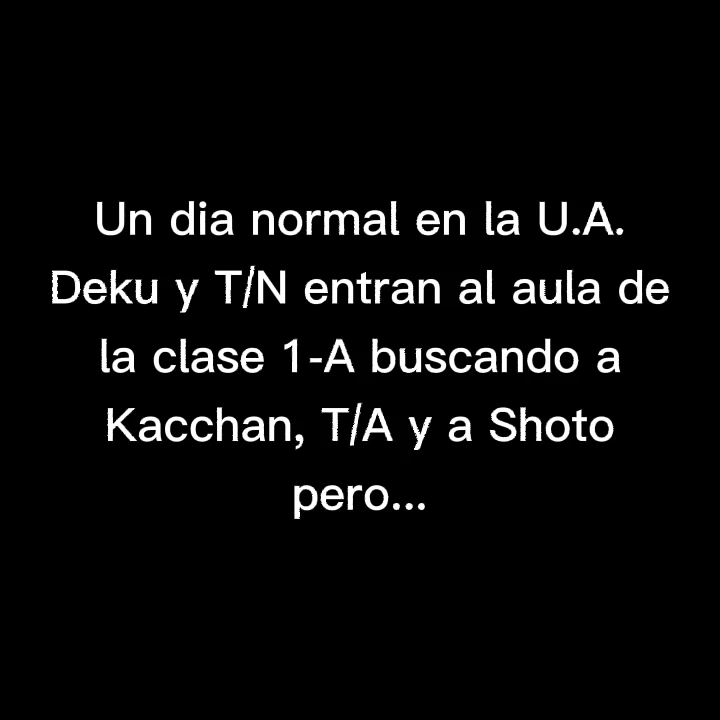 Un dia normal en la U.A.
Deku y T/N entran al aula de
la clase 1-A buscando a
Kacchan, T/A y a Shoto
pero...